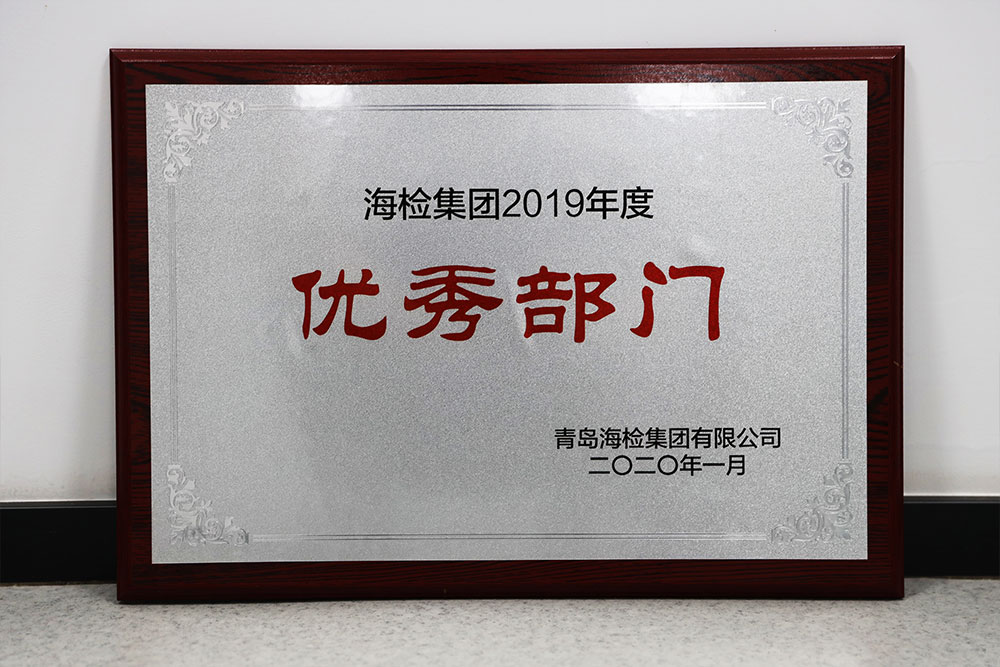 海检集团2019年度
优秀部门
青岛海检集团有限公司
二〇二〇年一月